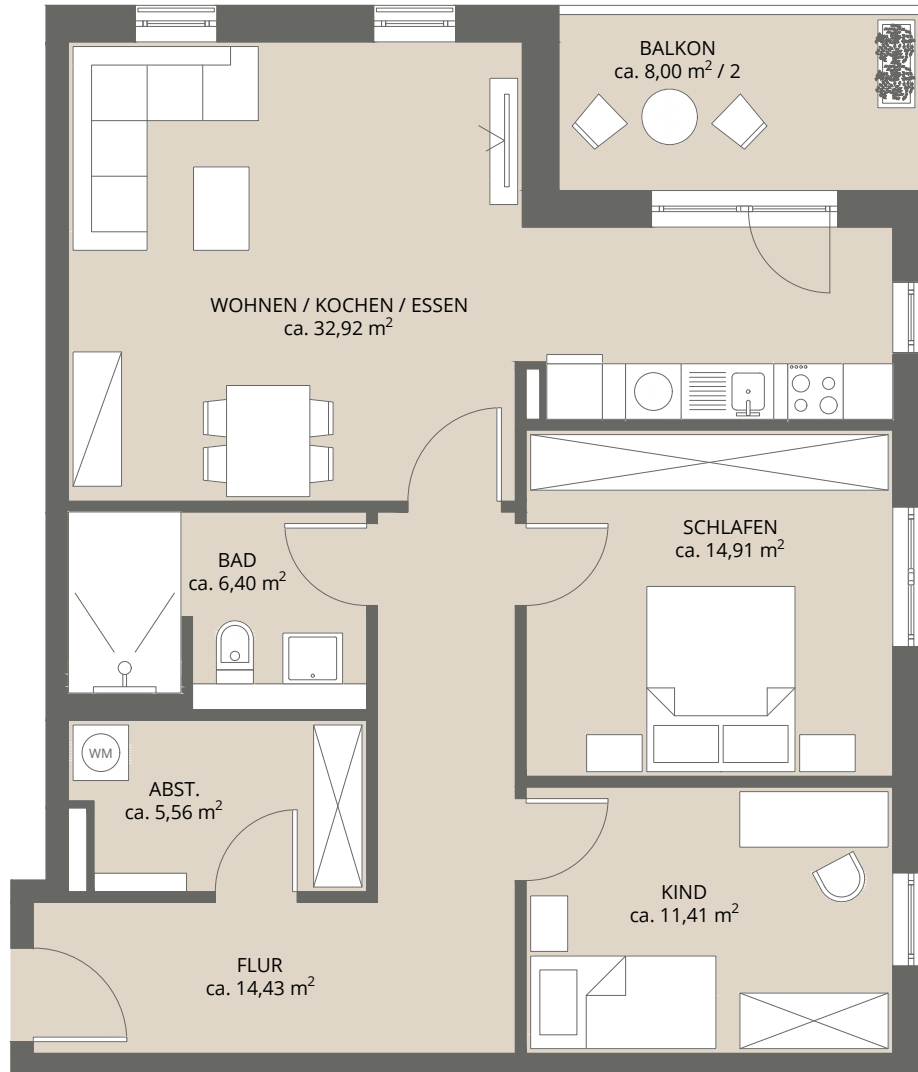 BALKON
ca. 8,00 m² / 2
WOHNEN / KOCHEN / ESSEN
ca. 32,92 m²
SCHLAFEN
ca. 14,91 m²
BAD
ca. 6,40 m²
WM
ABST.
ca. 5,56 m²
KIND
ca. 11,41 m²
FLUR
ca. 14,43 m²